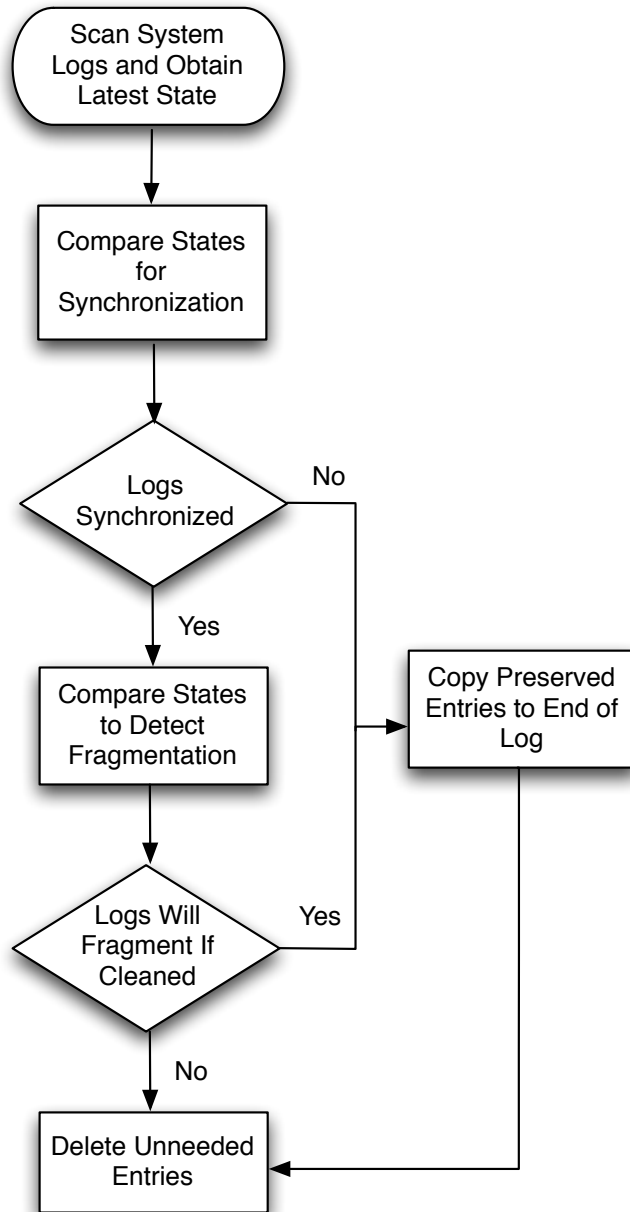 Scan System
Logs and Obtain
Latest State
Compare States
for
Synchronization
Logs
Synchronized
No
Yes
Compare States
to Detect
Fragmentation
Copy Preserved
Entries to End of
Log
Logs Will
Fragment If
Cleaned
Yes
No
Delete Unneeded
Entries